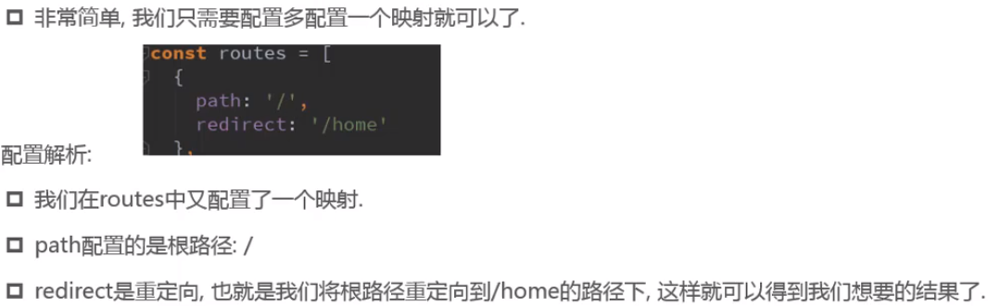 非常简单, 我们只需要配置多配置一个映射就可以了.
const routes = [
{
path: '/',
redirect: '/home'
},
配置解析:
我们在routes中又配置了一个映射.
path配置的是根路径: /
redirect是重定向, 也就是我们将根路径重定向到/home的路径下, 这样就可以得到我们想要的结果了.